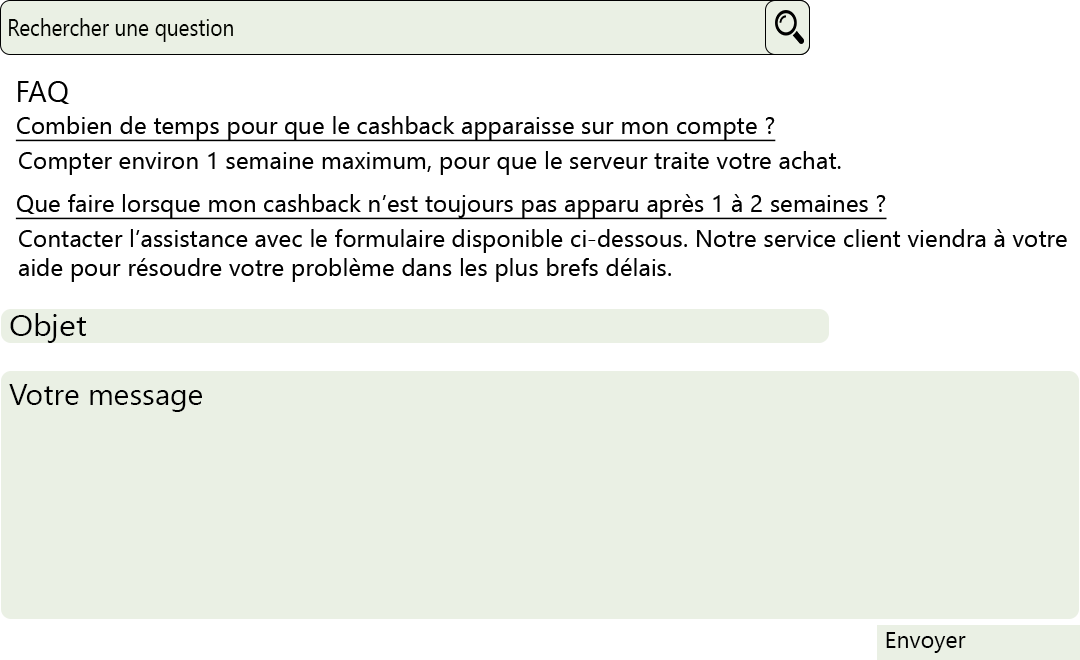 Rechercher une question
FAQ
Combien de temps pour que le cashback apparaisse sur mon compte ?
Compter environ 1 semaine maximum, pour que le serveur traite votre achat.
Que faire lorsque mon cashback n’est toujours pas apparu après 1 à 2 semaines ?
Contacter l’assistance avec le formulaire disponible ci-dessous. Notre service client viendra à votre
aide pour résoudre votre problème dans les plus brefs délais.
Objet
Votre message
Envoyer